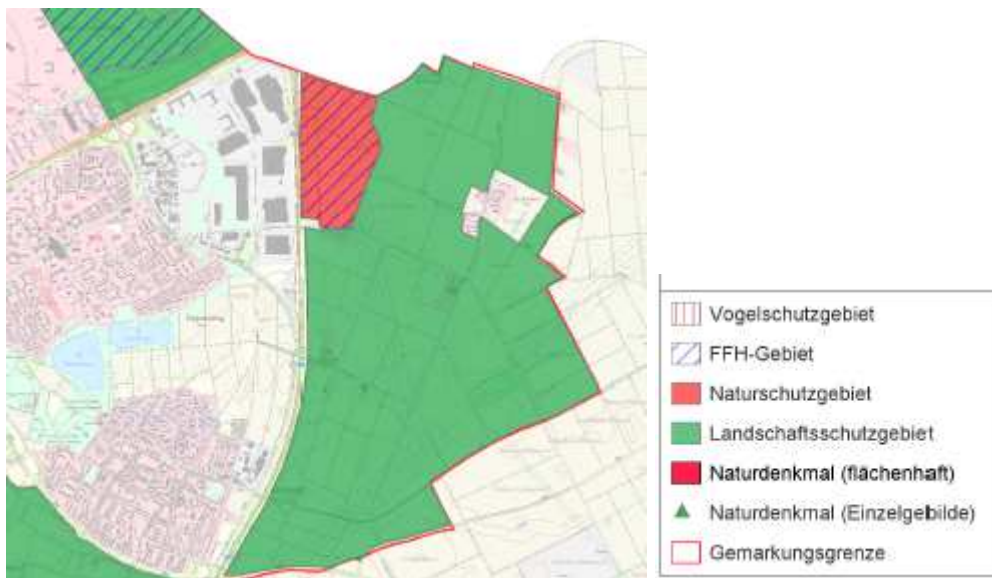 Vogelschutzgebiet
FFH-Gebiet
Naturschutzgebiet
Landschaftsschutzgebiet
Naturdenkmal (flächenhaft)
Naturdenkmal (Einzelgebilde)
Gemarkungsgrenze